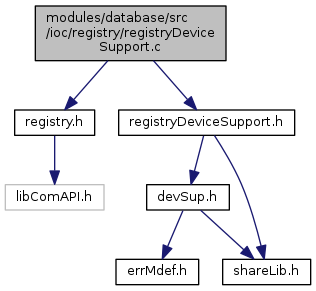 modules/database/src
/ioc/registry/registryDevice
Support.c
registry.h
registryDeviceSupport.h
libComAPI.h
devSup.h
errMdef.h
shareLib.h